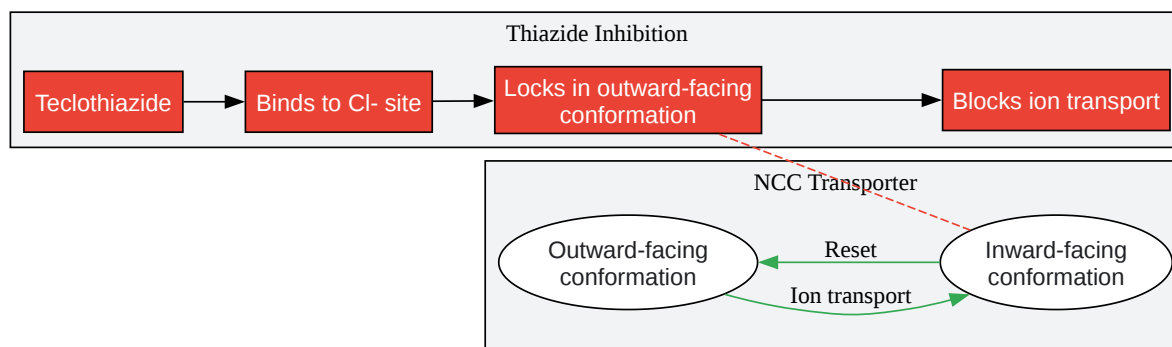 Thiazide Inhibition
Teclothiazide
Binds to Cl- site
Locks in outward-facing
conformation
Blocks ion transport
NCC Transporter
Outward-facing
conformation
Reset
Ion transport
Inward-facing
conformation